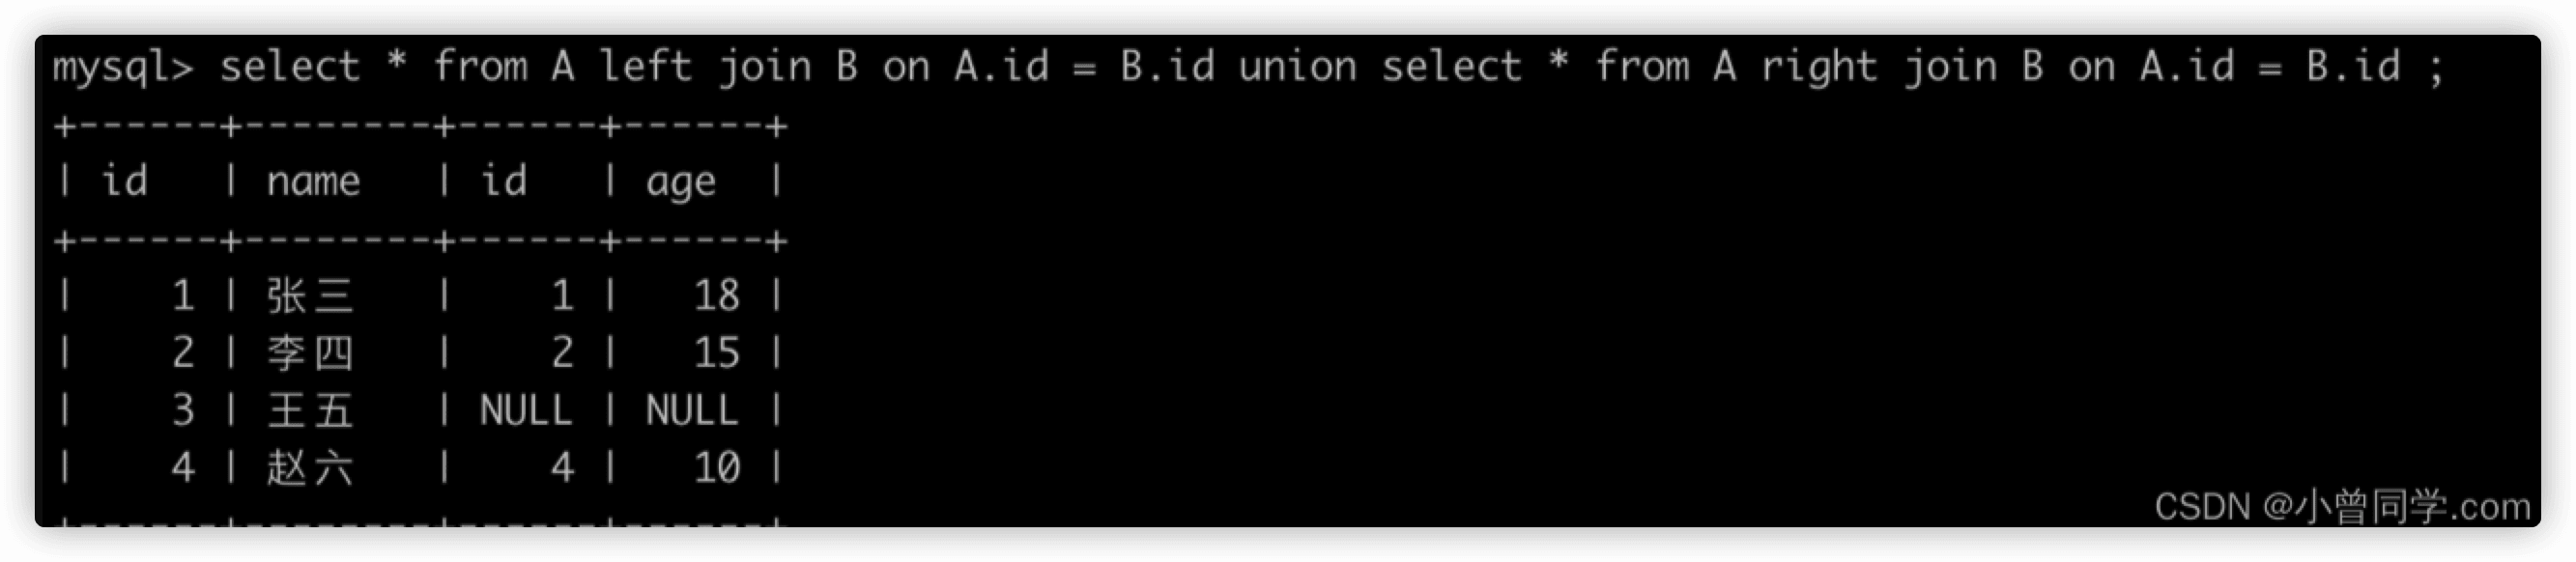 mysql> select * from A left join B on A.id = B.id union select * from A right join B on A.id = B.id ;
+------+--------+------+------+
| id   | name   | id   | age  |
+------+--------+------+------+
|    1 | 张三   |    1 |   18 |
|    2 | 李四   |    2 |   15 |
|    3 | 王五   | NULL | NULL |
|    4 | 赵六   |    4 |   10 |
+------+--------+------+------+
CSDN @小曾同学.com